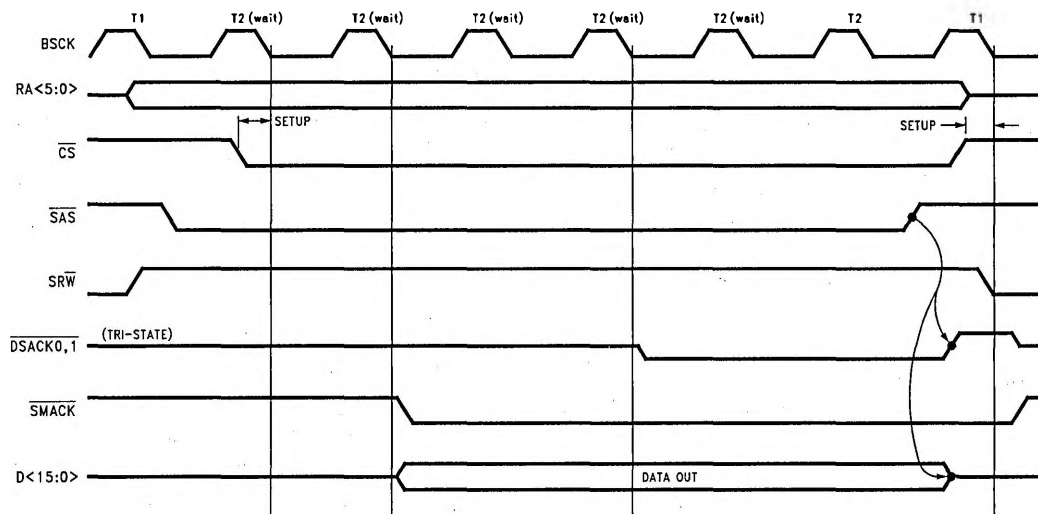 T1 T2 (wait) T2 (wait) T2 (wait) T2 (wait) T2 (wait) T2 T1
BSCK
RA<5:0>
SETUP SETUP
CS
SAS
SRW
(TRI-STATE)
DSACK0,1
SMACK
D<15:0> DATA OUT